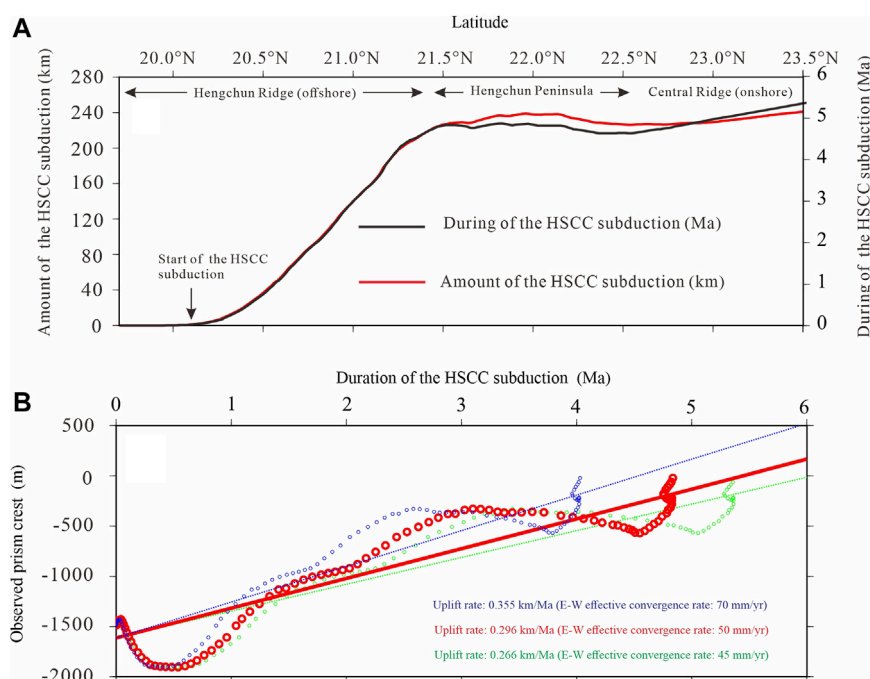 A
Latitude
20.0°N 20.5°N 21.0°N 21.5°N 22.0°N 22.5°N 23.0°N 23.5°N
Amount of the HSCC subduction (km)
280
240
200
160
120
80
40
0
Hengchun Ridge (offshore)
Hengchun Peninsula
Central Ridge (onshore)
Start of the HSCC
subduction
During of the HSCC subduction (Ma)
Amount of the HSCC subduction (km)
6
5
4
3
2
1
0
During of the HSCC subduction (Ma)
B
Duration of the HSCC subduction (Ma)
0 1 2 3 4 5 6
Observed prism crest (m)
500
0
-500
-1000
-1500
-2000
Uplift rate: 0.355 km/Ma (E-W effective convergence rate: 70 mm/yr)
Uplift rate: 0.296 km/Ma (E-W effective convergence rate: 50 mm/yr)
Uplift rate: 0.266 km/Ma (E-W effective convergence rate: 45 mm/yr)